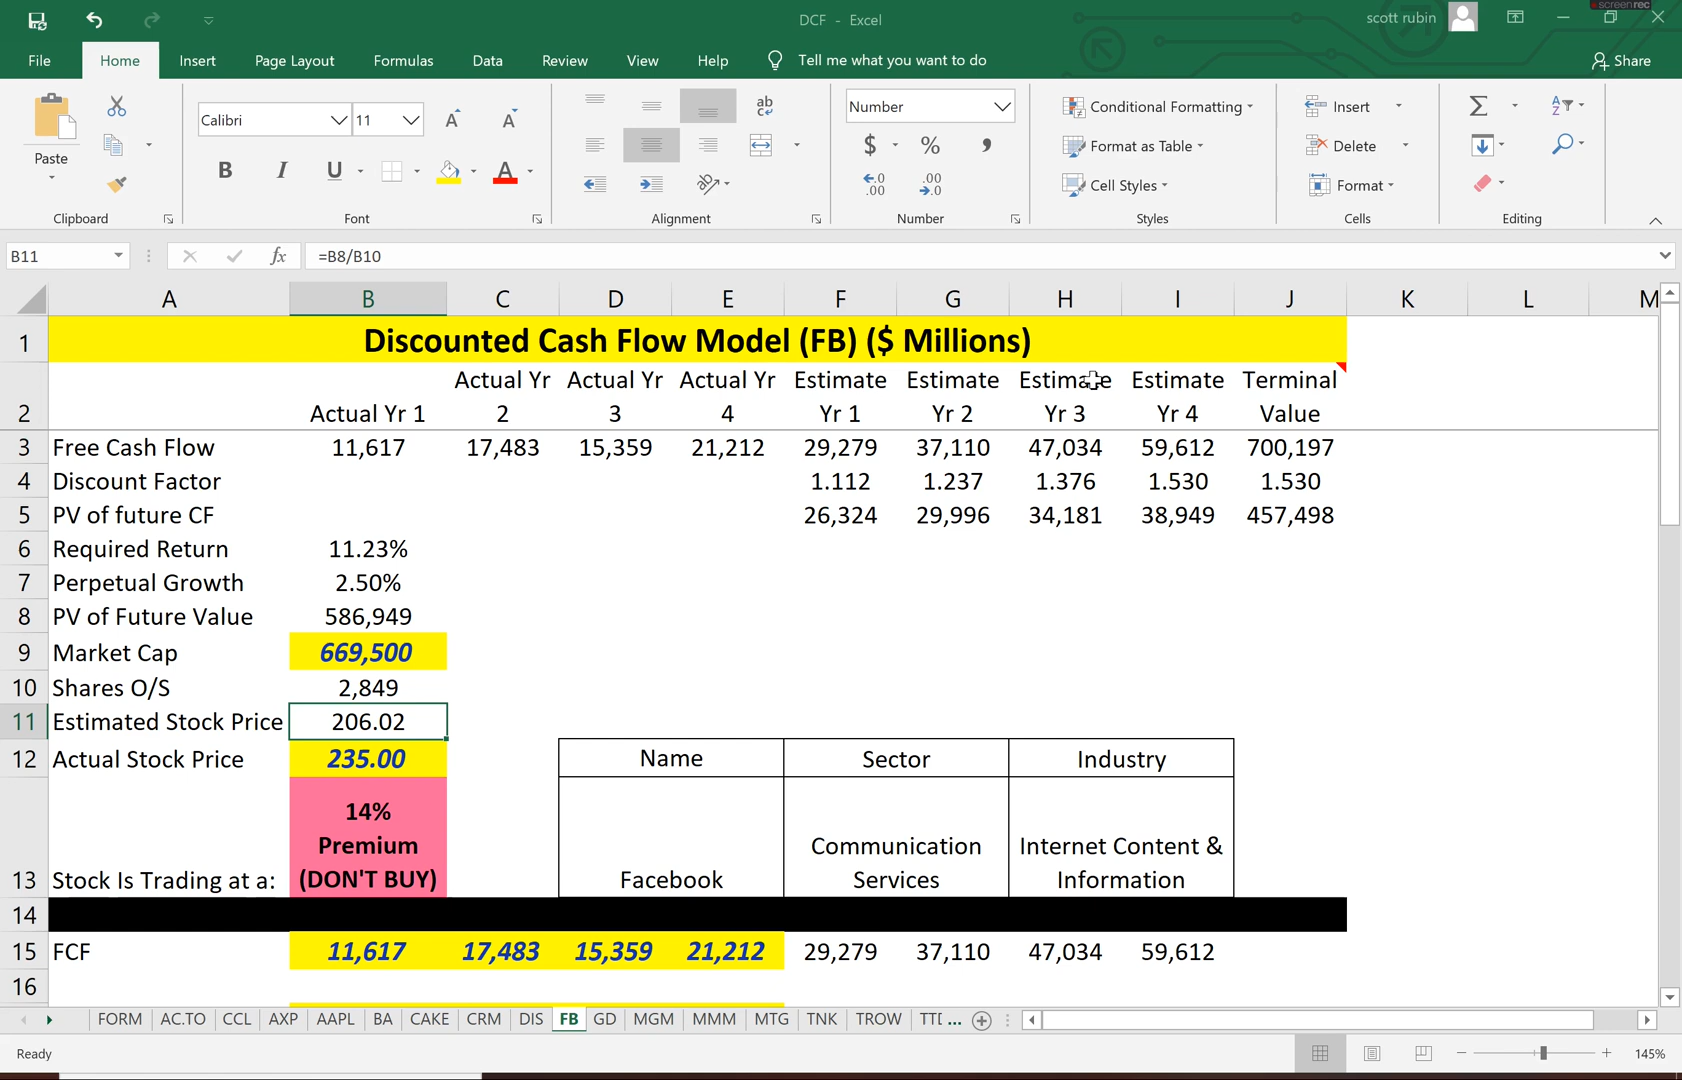 DCF - Excel
scott rubin
screenrec
File Home Insert Page Layout Formulas Data Review View Help Tell me what you want to do
Share
Paste
Clipboard
Calibri 11
B I U A
Font
ab
Alignment
Number
$ % ,
Number
Conditional Formatting
Format as Table
Cell Styles
Styles
Insert
Delete
Format
Cells
Editing
B11 fx =B8/B10
A B C D E F G H I J K L M
1 Discounted Cash Flow Model (FB) ($ Millions)
Actual Yr Actual Yr Actual Yr Estimate Estimate Estimate Estimate Terminal
2 Actual Yr 1 2 3 4 Yr 1 Yr 2 Yr 3 Yr 4 Value
3 Free Cash Flow 11,617 17,483 15,359 21,212 29,279 37,110 47,034 59,612 700,197
4 Discount Factor 1.112 1.237 1.376 1.530 1.530
5 PV of future CF 26,324 29,996 34,181 38,949 457,498
6 Required Return 11.23%
7 Perpetual Growth 2.50%
8 PV of Future Value 586,949
9 Market Cap 669,500
10 Shares O/S 2,849
11 Estimated Stock Price 206.02
12 Actual Stock Price 235.00 Name Sector Industry
14%
Premium Communication Internet Content &
13 Stock Is Trading at a: (DON'T BUY) Facebook Services Information
14
15 FCF 11,617 17,483 15,359 21,212 29,279 37,110 47,034 59,612
16
FORM AC.TO CCL AXP AAPL BA CAKE CRM DIS FB GD MGM MMM MTG TNK TROW TTD ...
Ready
145%